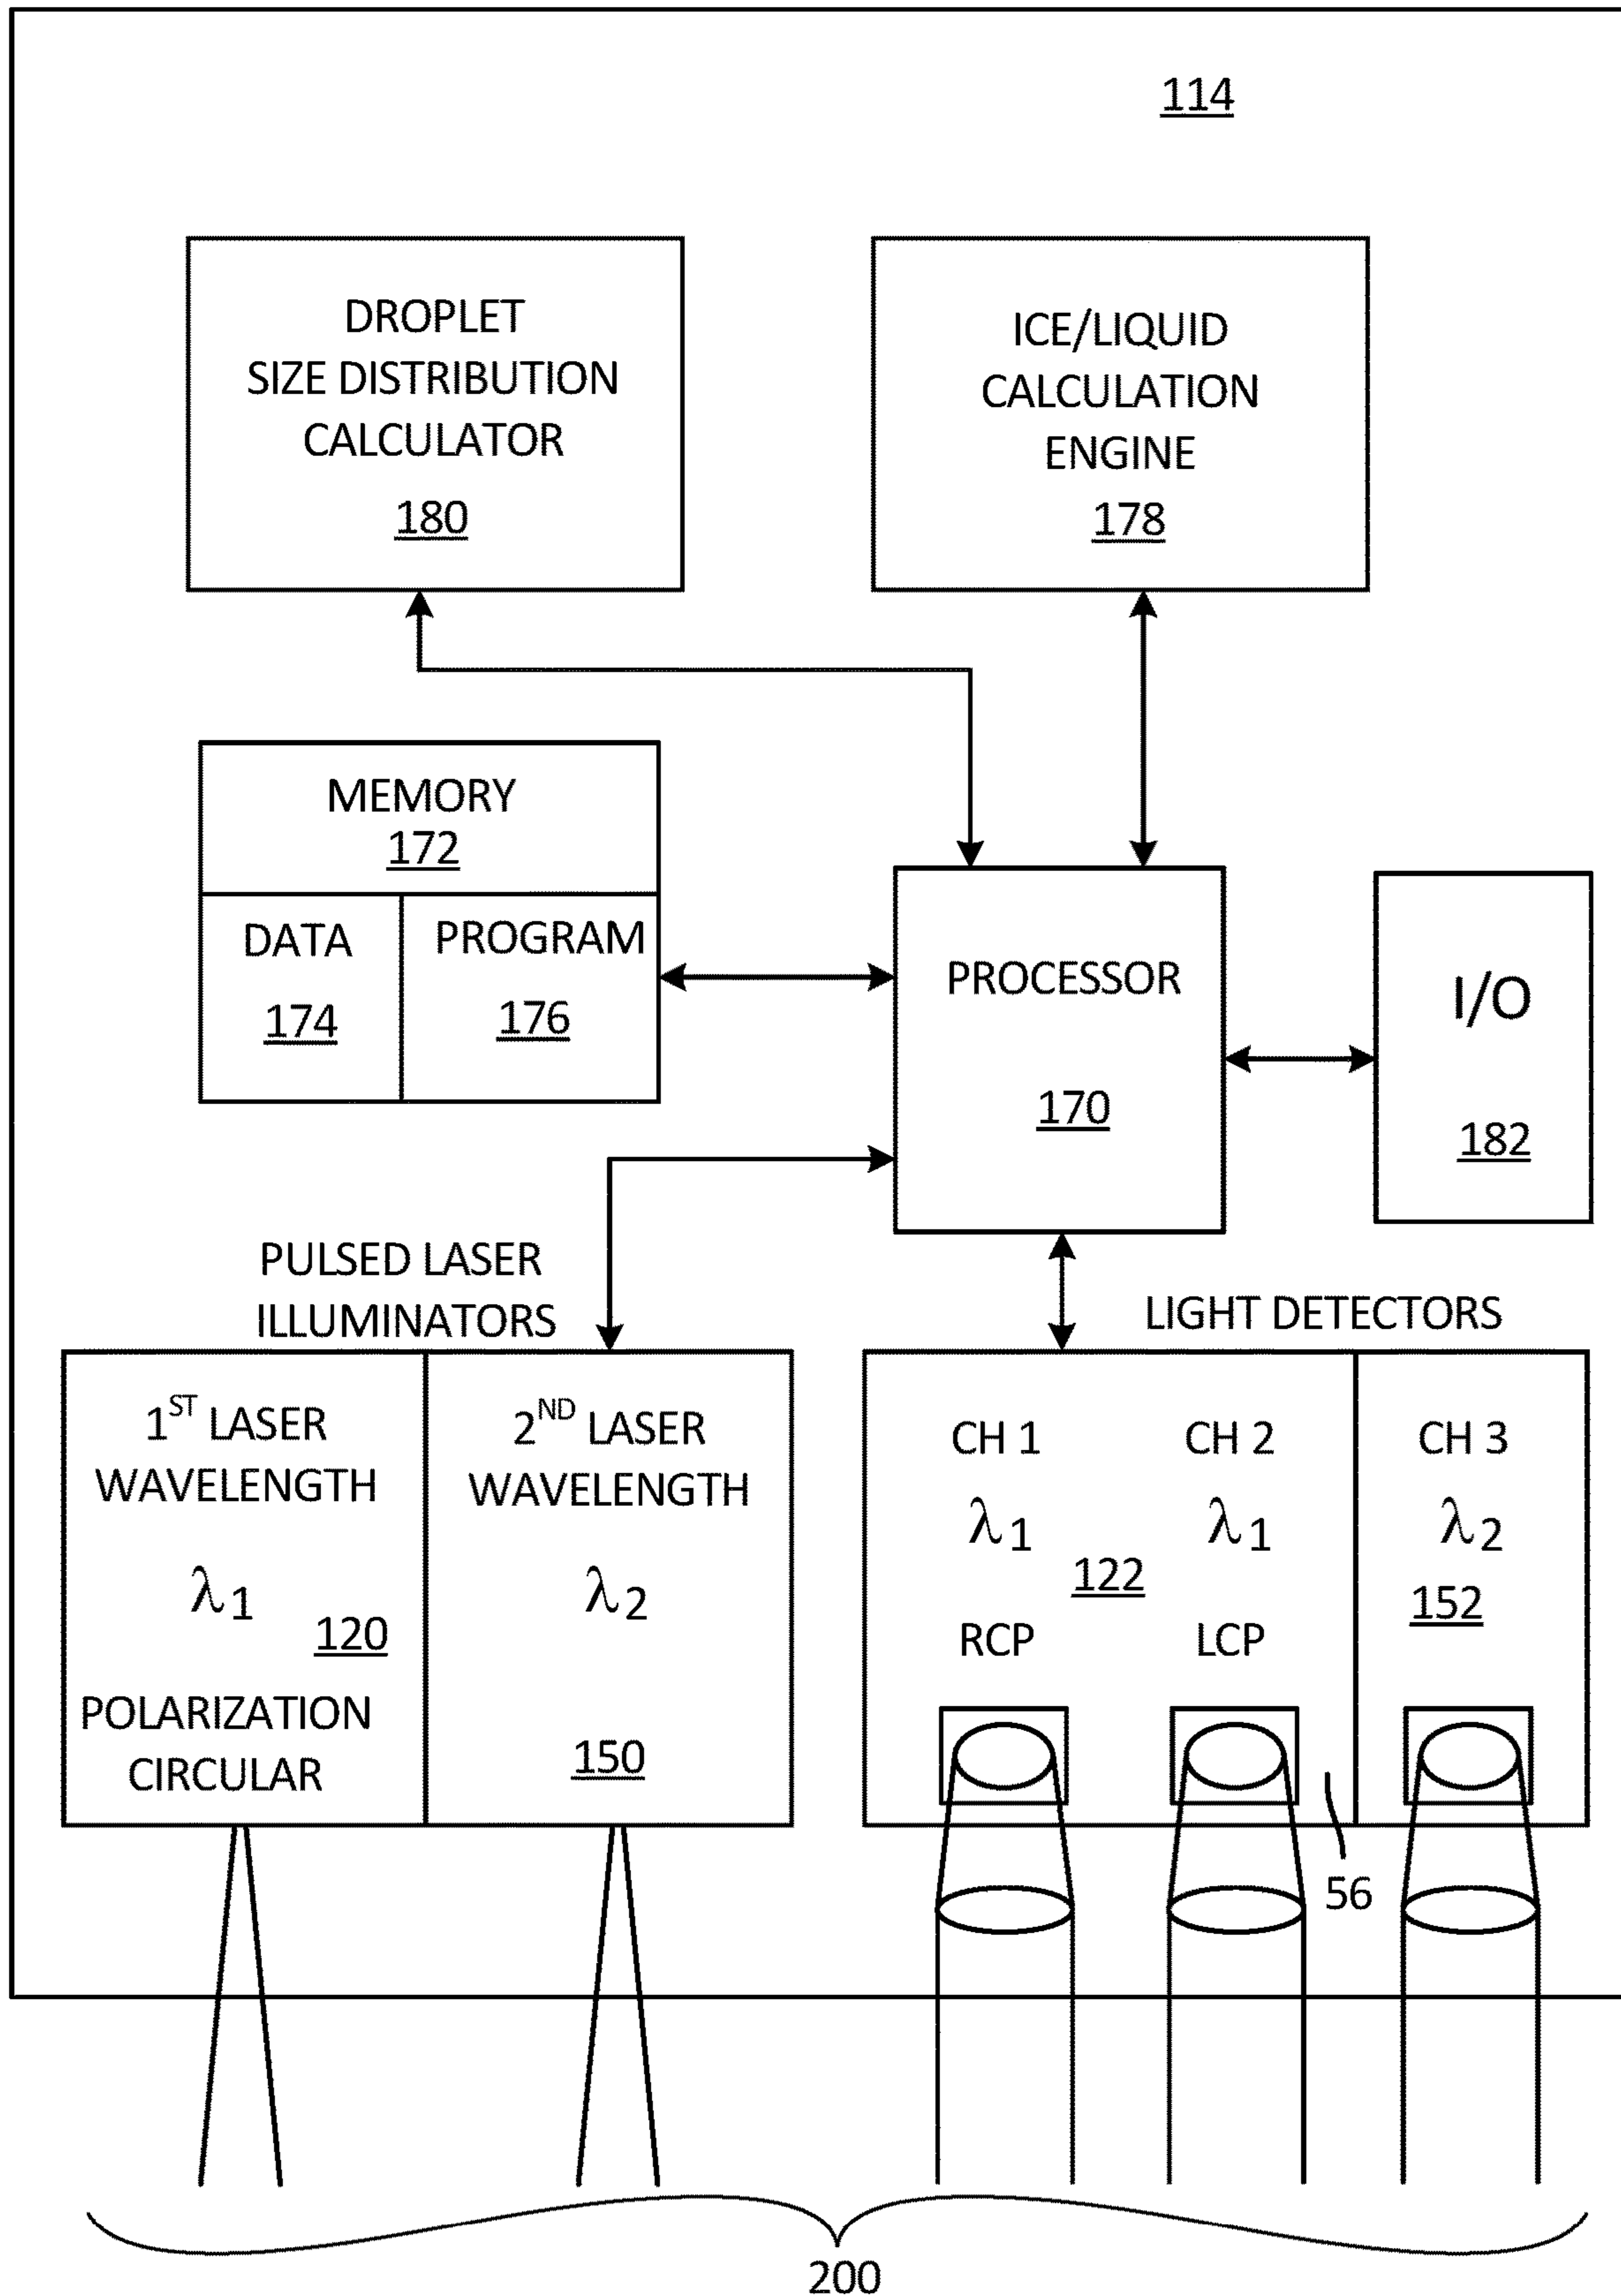 114
DROPLET
SIZE DISTRIBUTION
CALCULATOR
180
ICE/LIQUID
CALCULATION
ENGINE
178
MEMORY
172
DATA
174
PROGRAM
176
PROCESSOR
170
I/O
182
PULSED LASER
ILLUMINATORS
LIGHT DETECTORS
1ST LASER
WAVELENGTH
λ1
120
POLARIZATION
CIRCULAR
2ND LASER
WAVELENGTH
λ2
150
CH 1
λ1
RCP
122
CH 2
λ1
LCP
CH 3
λ2
152
56
200